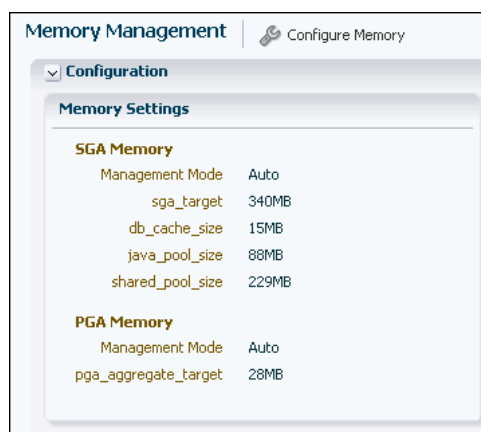 Memory Management Configure Memory
Configuration
Memory Settings
SGA Memory
Management Mode Auto
sga_target 340MB
db_cache_size 15MB
java_pool_size 88MB
shared_pool_size 229MB
PGA Memory
Management Mode Auto
pga_aggregate_target 28MB